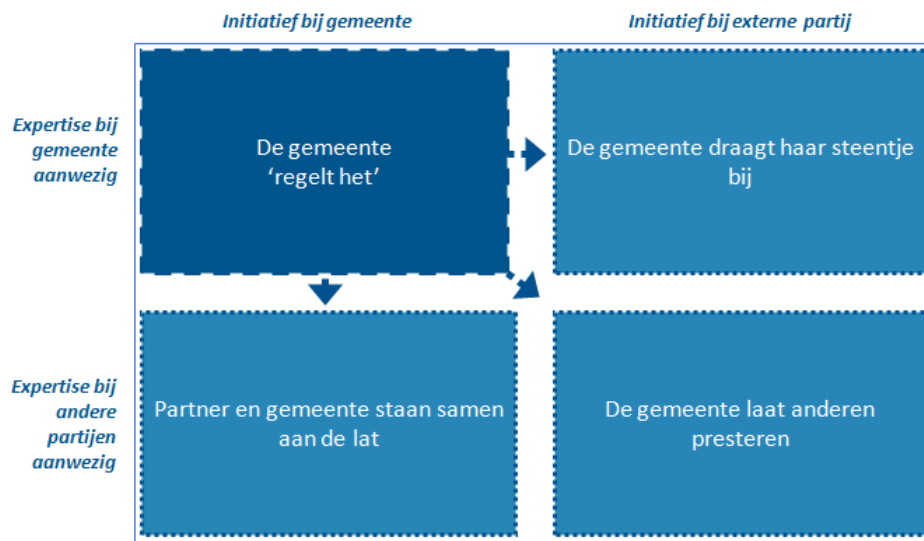 Initiatief bij gemeente
Initiatief bij externe partij
Expertise bij
gemeente
aanwezig
De gemeente
‘regelt het’
De gemeente draagt haar steentje
bij
Expertise bij
andere
partijen
aanwezig
Partner en gemeente staan samen
aan de lat
De gemeente laat anderen
presteren